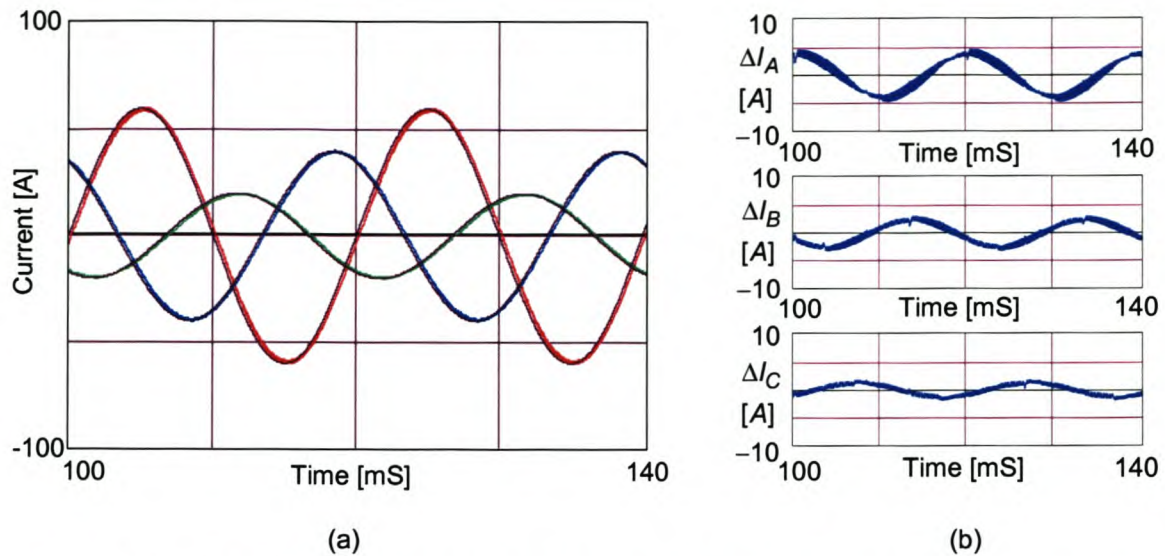 100
Current [A]
-100
100
Time [mS]
140
(a)
10
ΔI_A
[A]
–10
100
Time [mS]
140
10
ΔI_B
[A]
–10
100
Time [mS]
140
10
ΔI_C
[A]
–10
100
Time [mS]
140
(b)